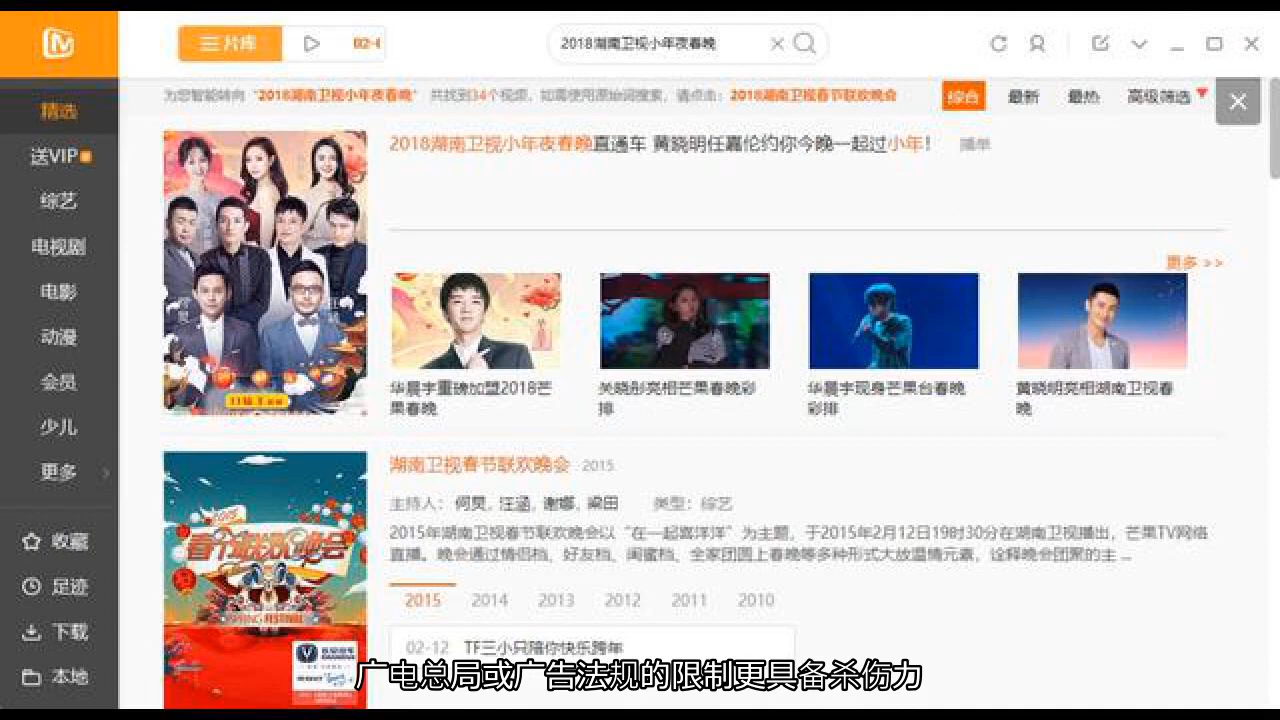 片库
02-1
2018湖南卫视小年夜春晚
精选
送VIP
综艺
电视剧
电影
动漫
会员
少儿
更多
收藏
足迹
下载
本地
为您智能转向 "2018湖南卫视小年夜春晚" 共找到34个视频，如需使用原始词搜索，请点击：2018湖南卫视春节联欢晚会
综合 最新 最热 高级筛选
2018湖南卫视小年夜春晚直通车 黄晓明任嘉伦约你今晚一起过小年！ 播单
更多 >>
华晨宇重磅加盟2018芒
果春晚
关晓彤亮相芒果春晚彩
排
华晨宇现身芒果台春晚
彩排
黄晓明亮相湖南卫视春
晚
湖南卫视春节联欢晚会 2015
主持人：何炅，汪涵，谢娜，梁田 类型：综艺
2015年湖南卫视春节联欢晚会以“在一起喜洋洋”为主题，于2015年2月12日19时30分在湖南卫视播出，芒果TV网络
直播。晚会通过情侣档、好友档、闺蜜档、全家团圆上春晚等多种形式大放温情元素，诠释晚会团聚的主 ...
2015 2014 2013 2012 2011 2010
02-12 TF三小只陪你快乐跨年
春节联欢晚会
SPRING FESTIVAL
广电总局或广告法规的限制更具备杀伤力